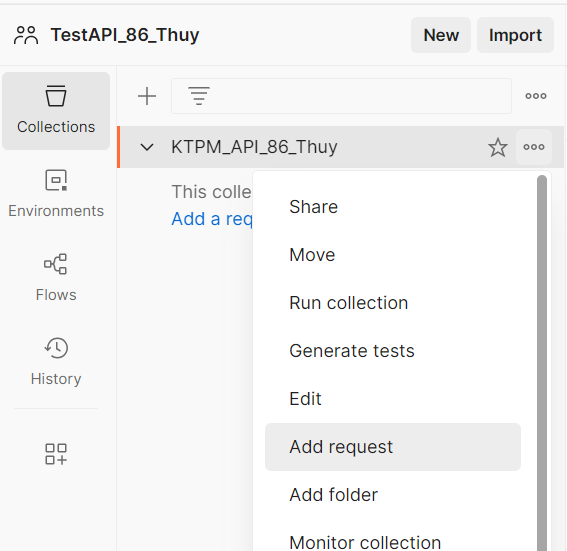 TestAPI_86_Thuy
New
Import
Collections
KTPM_API_86_Thuy
This colle
Add a req
Environments
Flows
History
Share
Move
Run collection
Generate tests
Edit
Add request
Add folder
Monitor collection